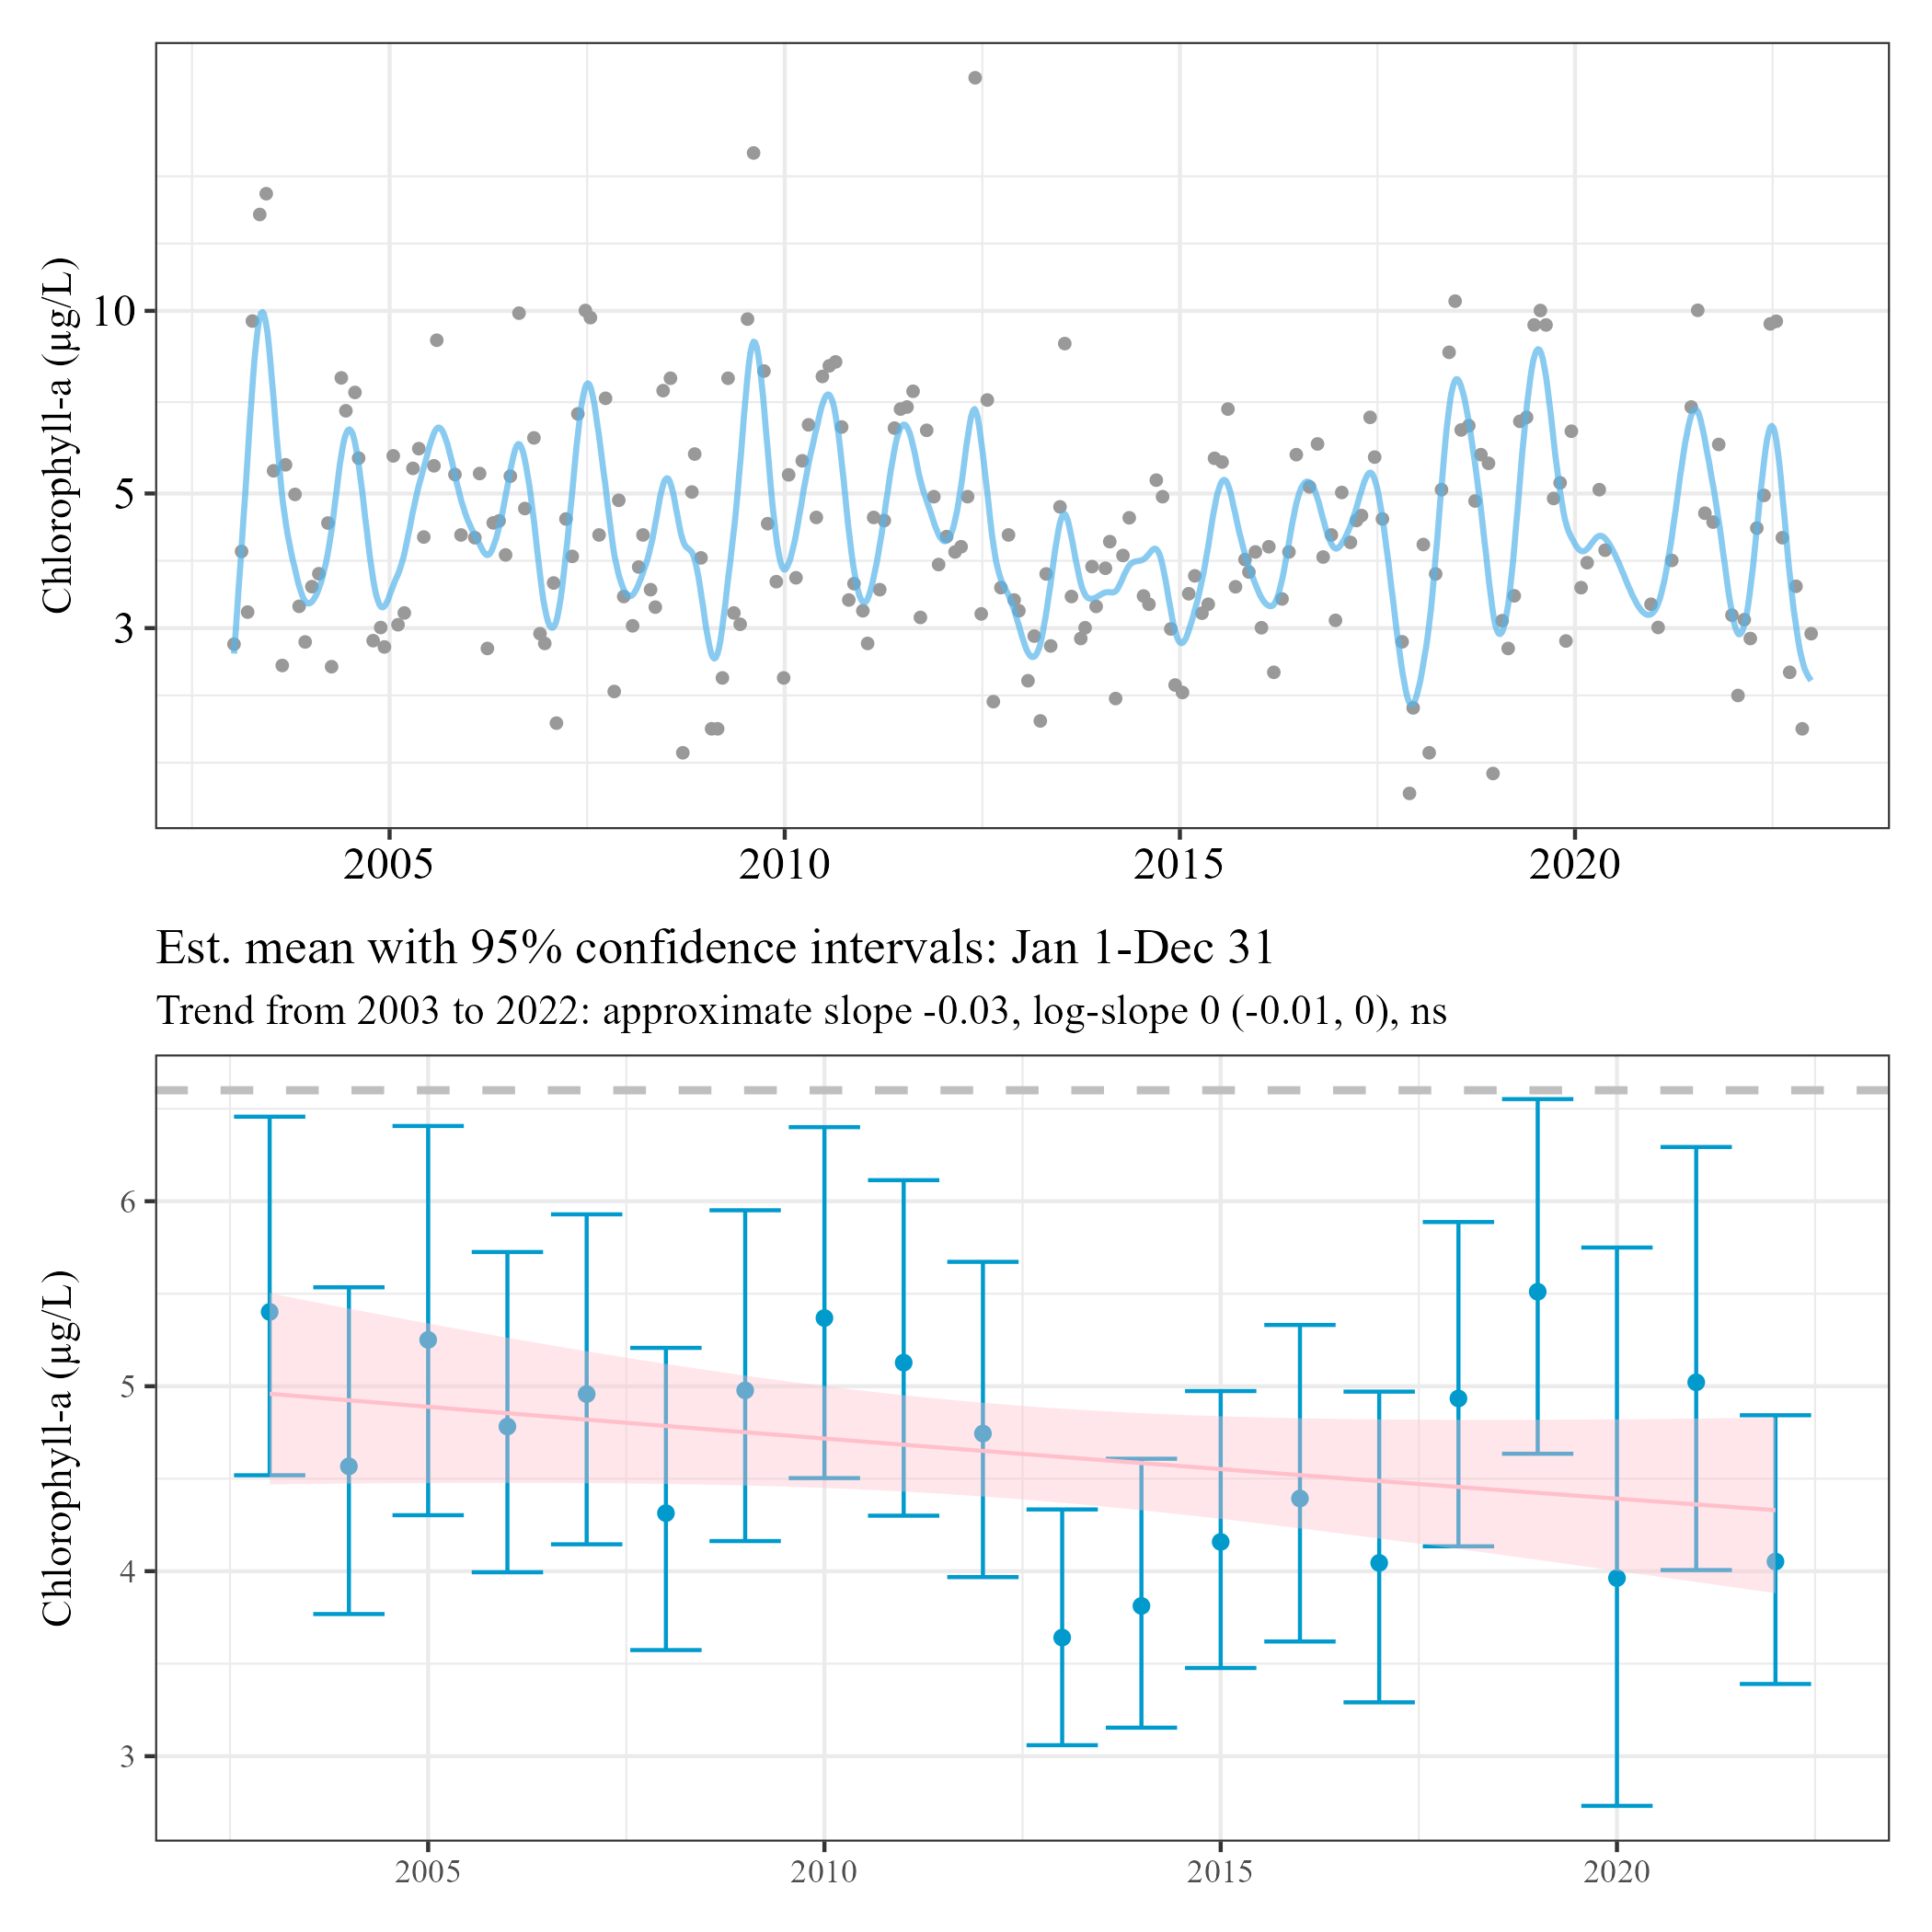 Chlorophyll-a (µg/L)
10
5
3
2005 2010 2015 2020
Est. mean with 95% confidence intervals: Jan 1-Dec 31
Trend from 2003 to 2022: approximate slope -0.03, log-slope 0 (-0.01, 0), ns
Chlorophyll-a (µg/L)
6
5
4
3
2005 2010 2015 2020